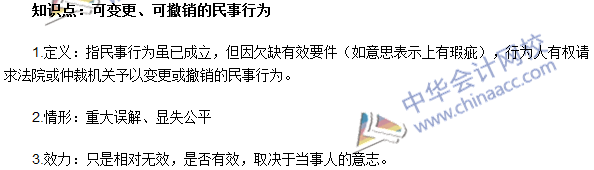 知识点：可变更、可撤销的民事行为
1.定义：指民事行为虽已成立，但因欠缺有效要件（如意思表示上有瑕疵），行为人有权请
求法院或仲裁机关予以变更或撤销的民事行为。
2.情形：重大误解、显失公平
3.效力：只是相对无效，是否有效，取决于当事人的意志。
中华会计网校
www.chinaacc.com